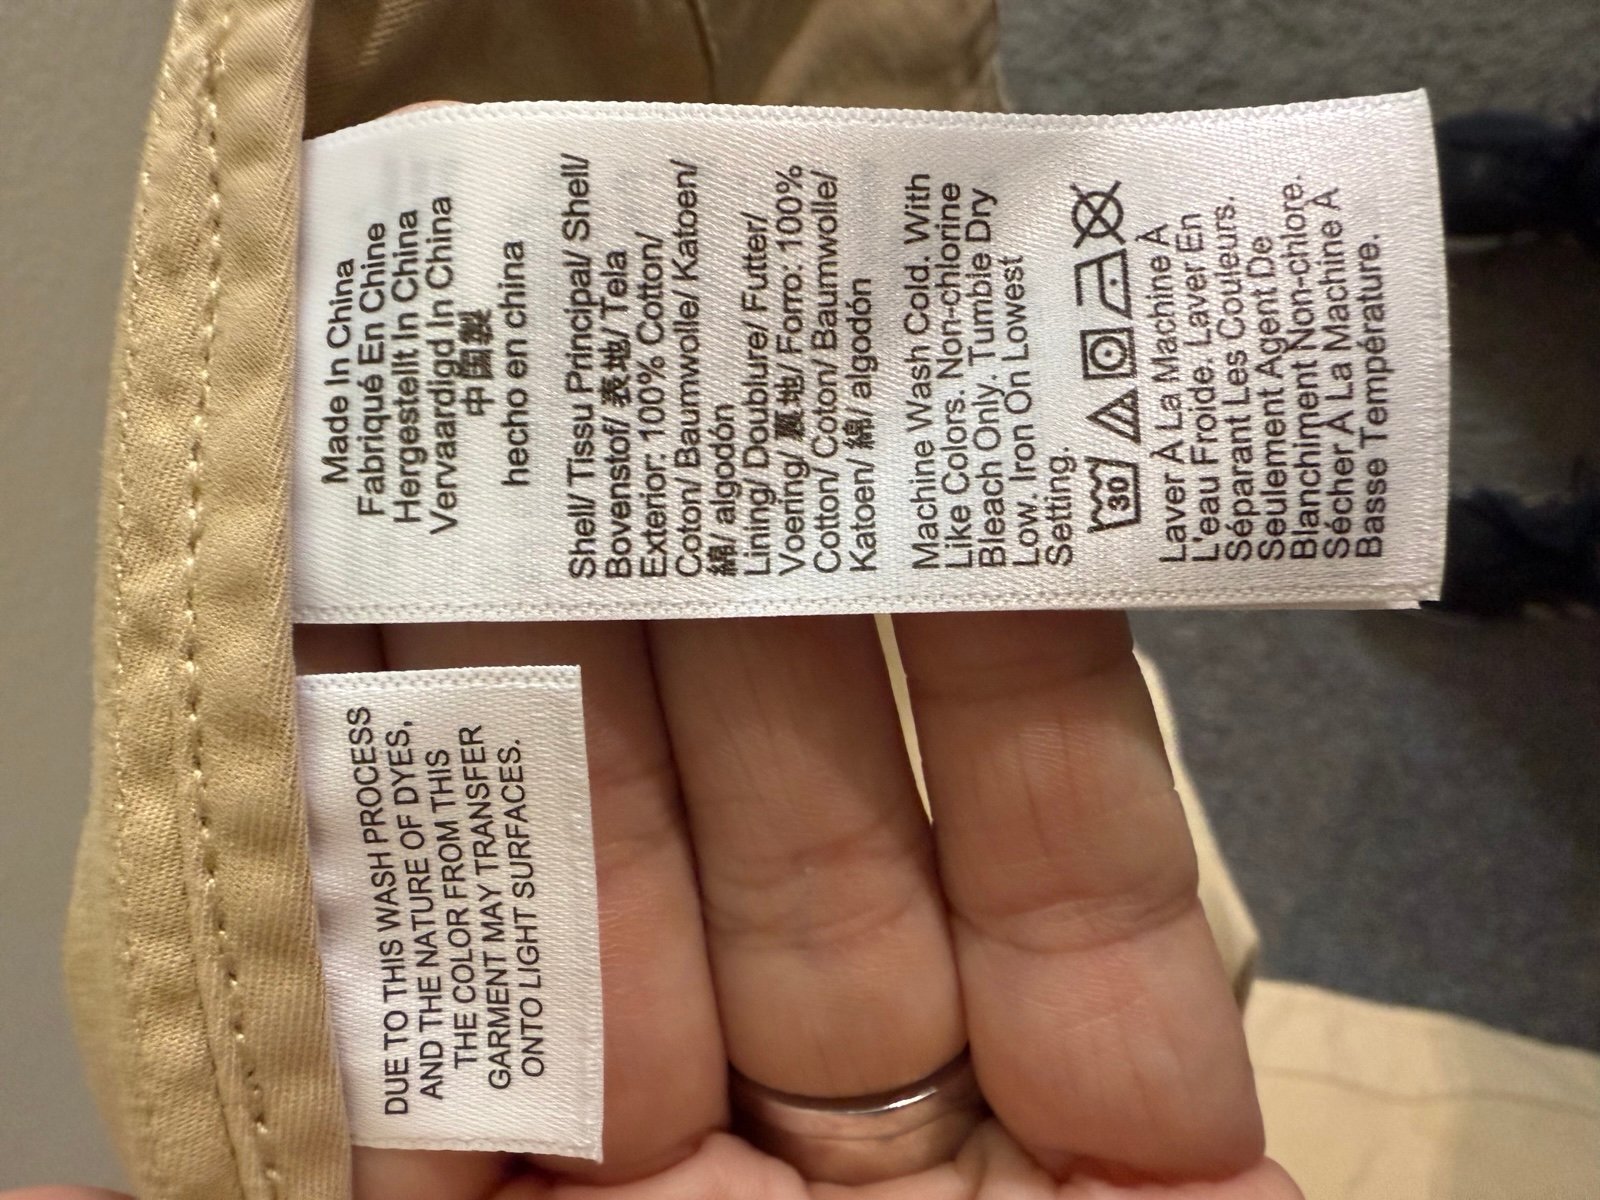 Made In China
Fabriqué En Chine
Hergestellt In China
Vervaardigd In China
中國製
hecho en china
Shell/ Tissu Principal/ Shell/
Bovenstof/ 表地/ Tela
Exterior: 100% Cotton/
Coton/ Baumwolle/ Katoen/
綿/ algodón
Lining/ Doublure/ Futter/
Voering/ 裏地/ Forro: 100%
Cotton/ Coton/ Baumwolle/
Katoen/ 綿/ algodón
Machine Wash Cold. With
Like Colors. Non-chlorine
Bleach Only. Tumble Dry
Low. Iron On Lowest
Setting.
30
Laver À La Machine À
L'eau Froide. Laver En
Séparant Les Couleurs.
Seulement Agent De
Blanchiment Non-chlore.
Sécher À La Machine À
Basse Température.
DUE TO THIS WASH PROCESS
AND THE NATURE OF DYES,
THE COLOR FROM THIS
GARMENT MAY TRANSFER
ONTO LIGHT SURFACES.